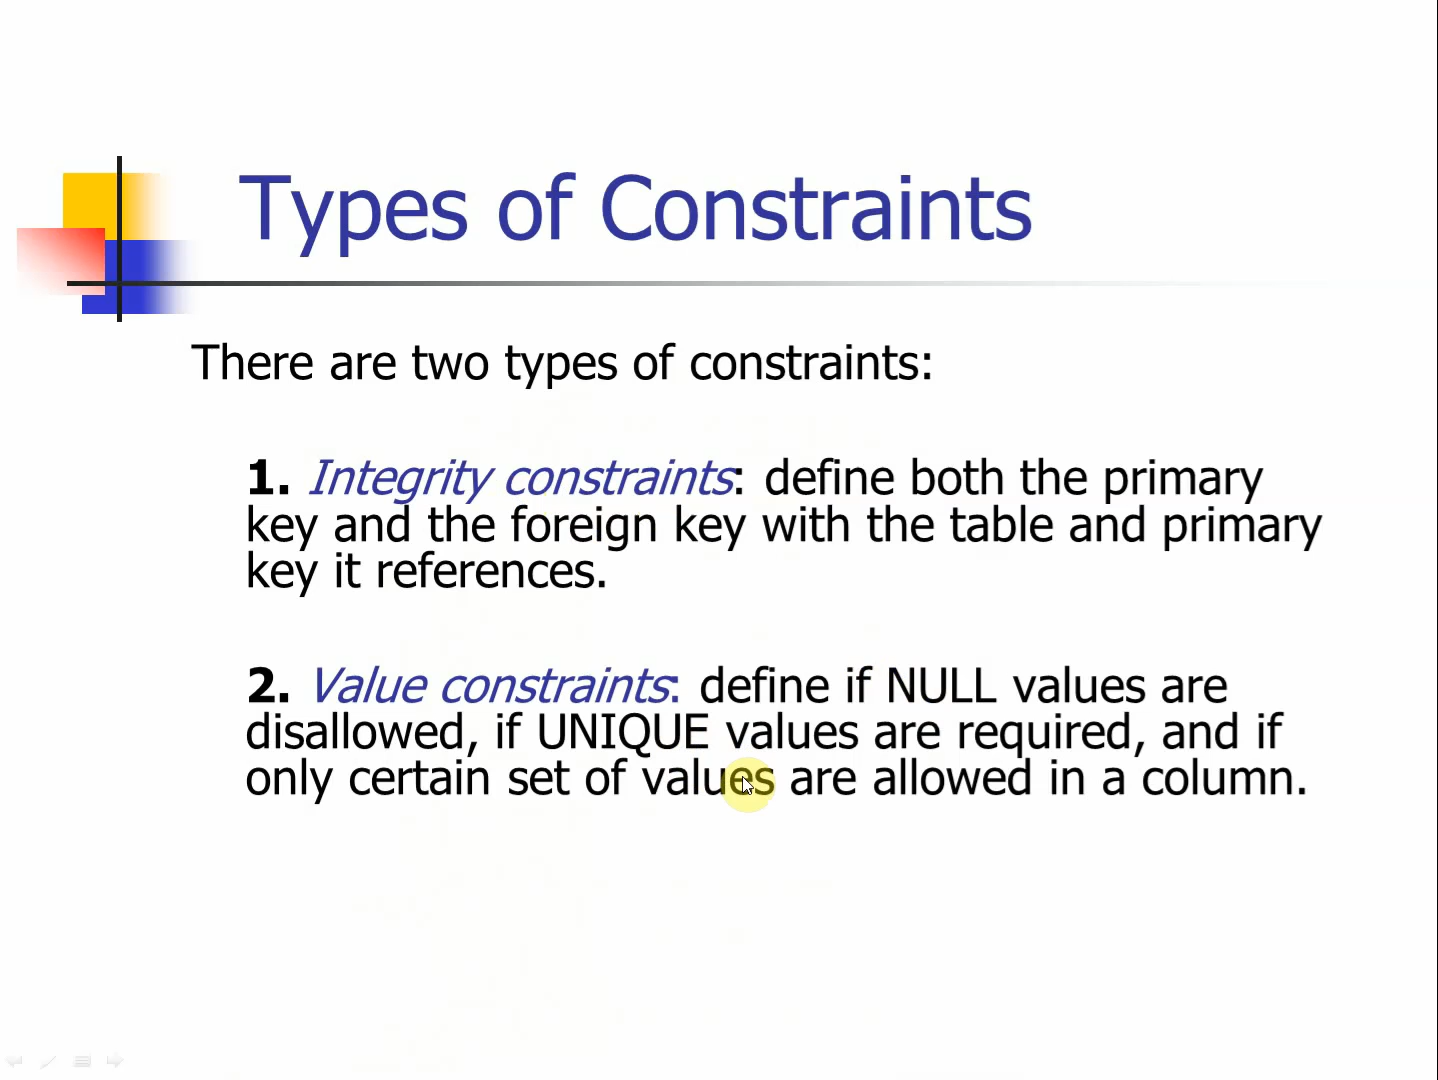 Types of Constraints
There are two types of constraints:
1. Integrity constraints: define both the primary
key and the foreign key with the table and primary
key it references.
2. Value constraints: define if NULL values are
disallowed, if UNIQUE values are required, and if
only certain set of values are allowed in a column.